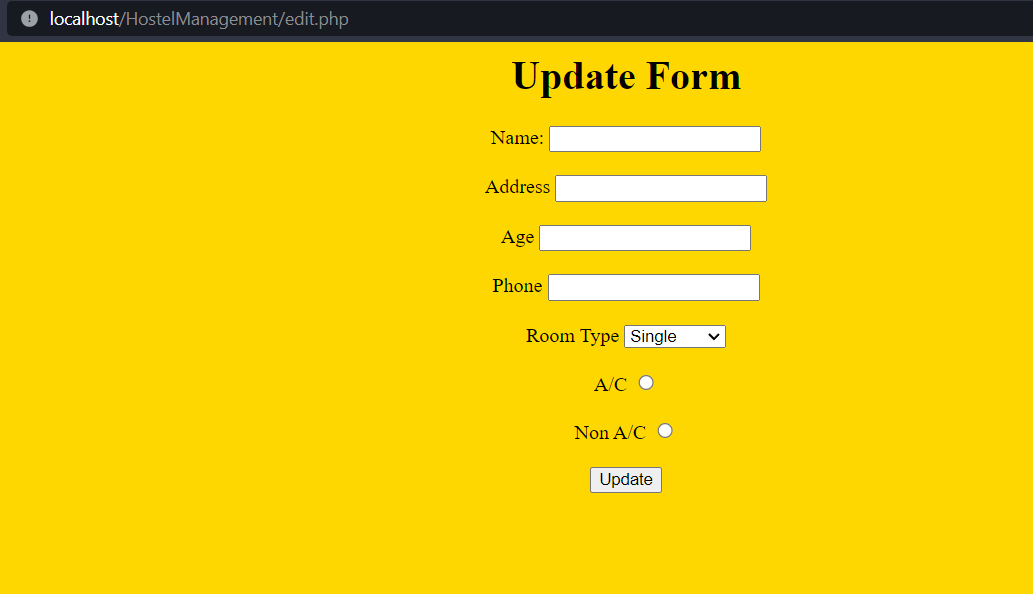 localhost/HostelManagement/edit.php
Update Form
Name:
Address
Age
Phone
Room Type Single
A/C
Non A/C
Update